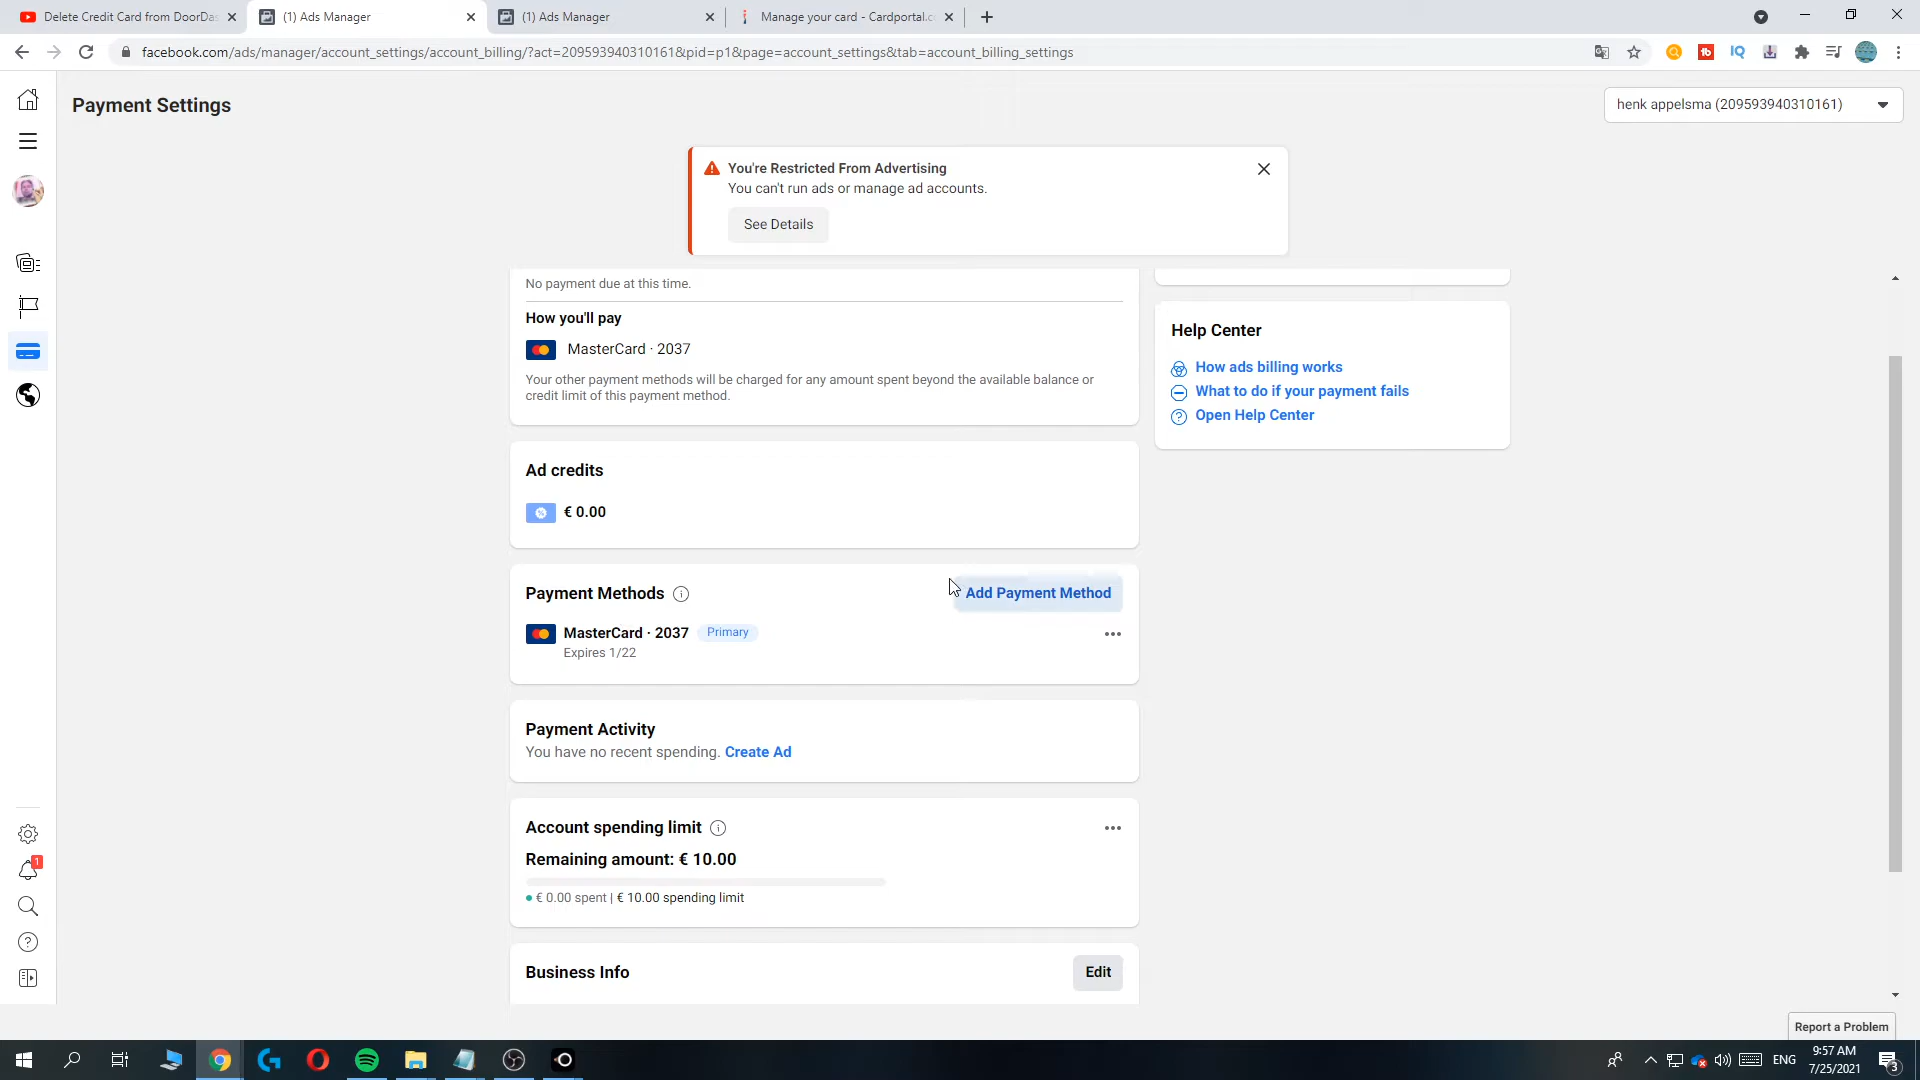 Delete Credit Card from DoorDas
(1) Ads Manager
(1) Ads Manager
Manage your card - Cardportal.c
facebook.com/ads/manager/account_settings/account_billing/?act=209593940310161&pid=p1&page=account_settings&tab=account_billing_settings
Payment Settings
henk appelsma (209593940310161)
You're Restricted From Advertising
You can't run ads or manage ad accounts.
See Details
No payment due at this time.
How you'll pay
MasterCard · 2037
Your other payment methods will be charged for any amount spent beyond the available balance or
credit limit of this payment method.
Help Center
How ads billing works
What to do if your payment fails
Open Help Center
Ad credits
€ 0.00
Payment Methods
Add Payment Method
MasterCard · 2037 Primary
Expires 1/22
Payment Activity
You have no recent spending. Create Ad
Account spending limit
Remaining amount: € 10.00
€ 0.00 spent | € 10.00 spending limit
Business Info
Edit
1
Report a Problem
ENG
9:57 AM
7/25/2021
3